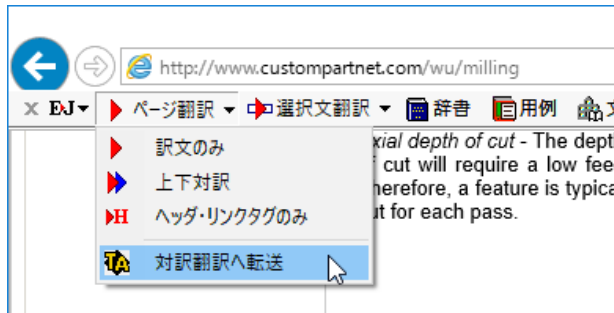 http://www.custompartnet.com/wu/milling
x EJ ページ翻訳 選択文翻訳 辞書 用例
訳文のみ
上下対訳
H ヘッダ・リンクタグのみ
TA 対訳翻訳へ転送
xial depth of cut - The dept
cut will require a low fee
herefore, a feature is typica
ut for each pass.